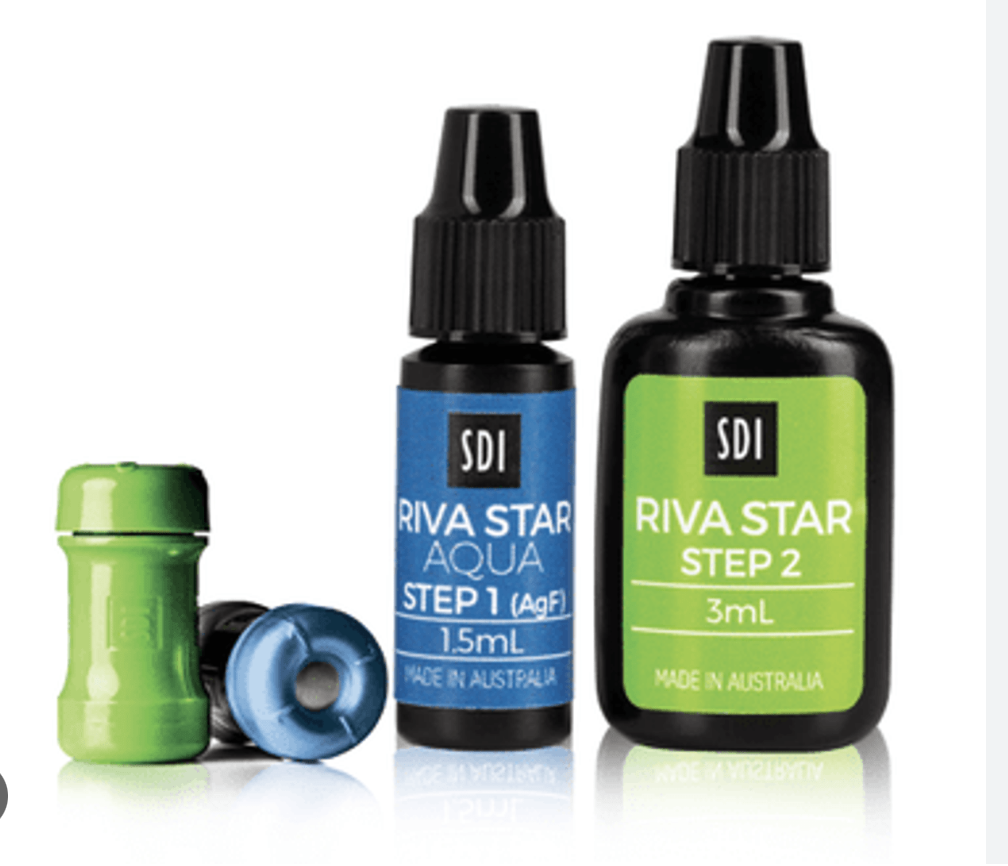 SDI
RIVA STAR
AQUA
STEP 1 (AgF)
1.5mL
MADE IN AUSTRALIA
SDI
RIVA STAR
STEP 2
3mL
MADE IN AUSTRALIA